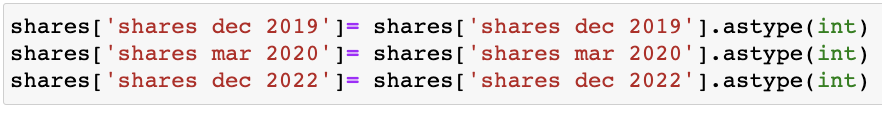 shares['shares dec 2019']= shares['shares dec 2019'].astype(int)
shares['shares mar 2020']= shares['shares mar 2020'].astype(int)
shares['shares dec 2022']= shares['shares dec 2022'].astype(int)